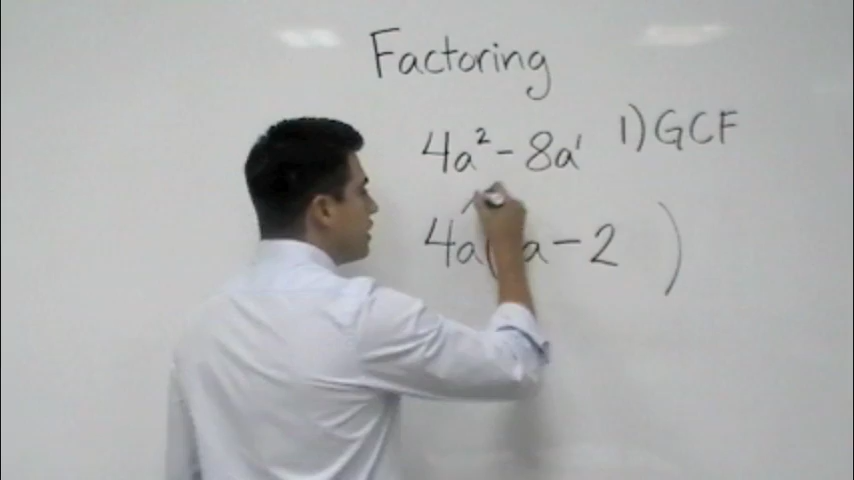 Factoring
4a² - 8a¹ 1) GCF
4a( a - 2 )